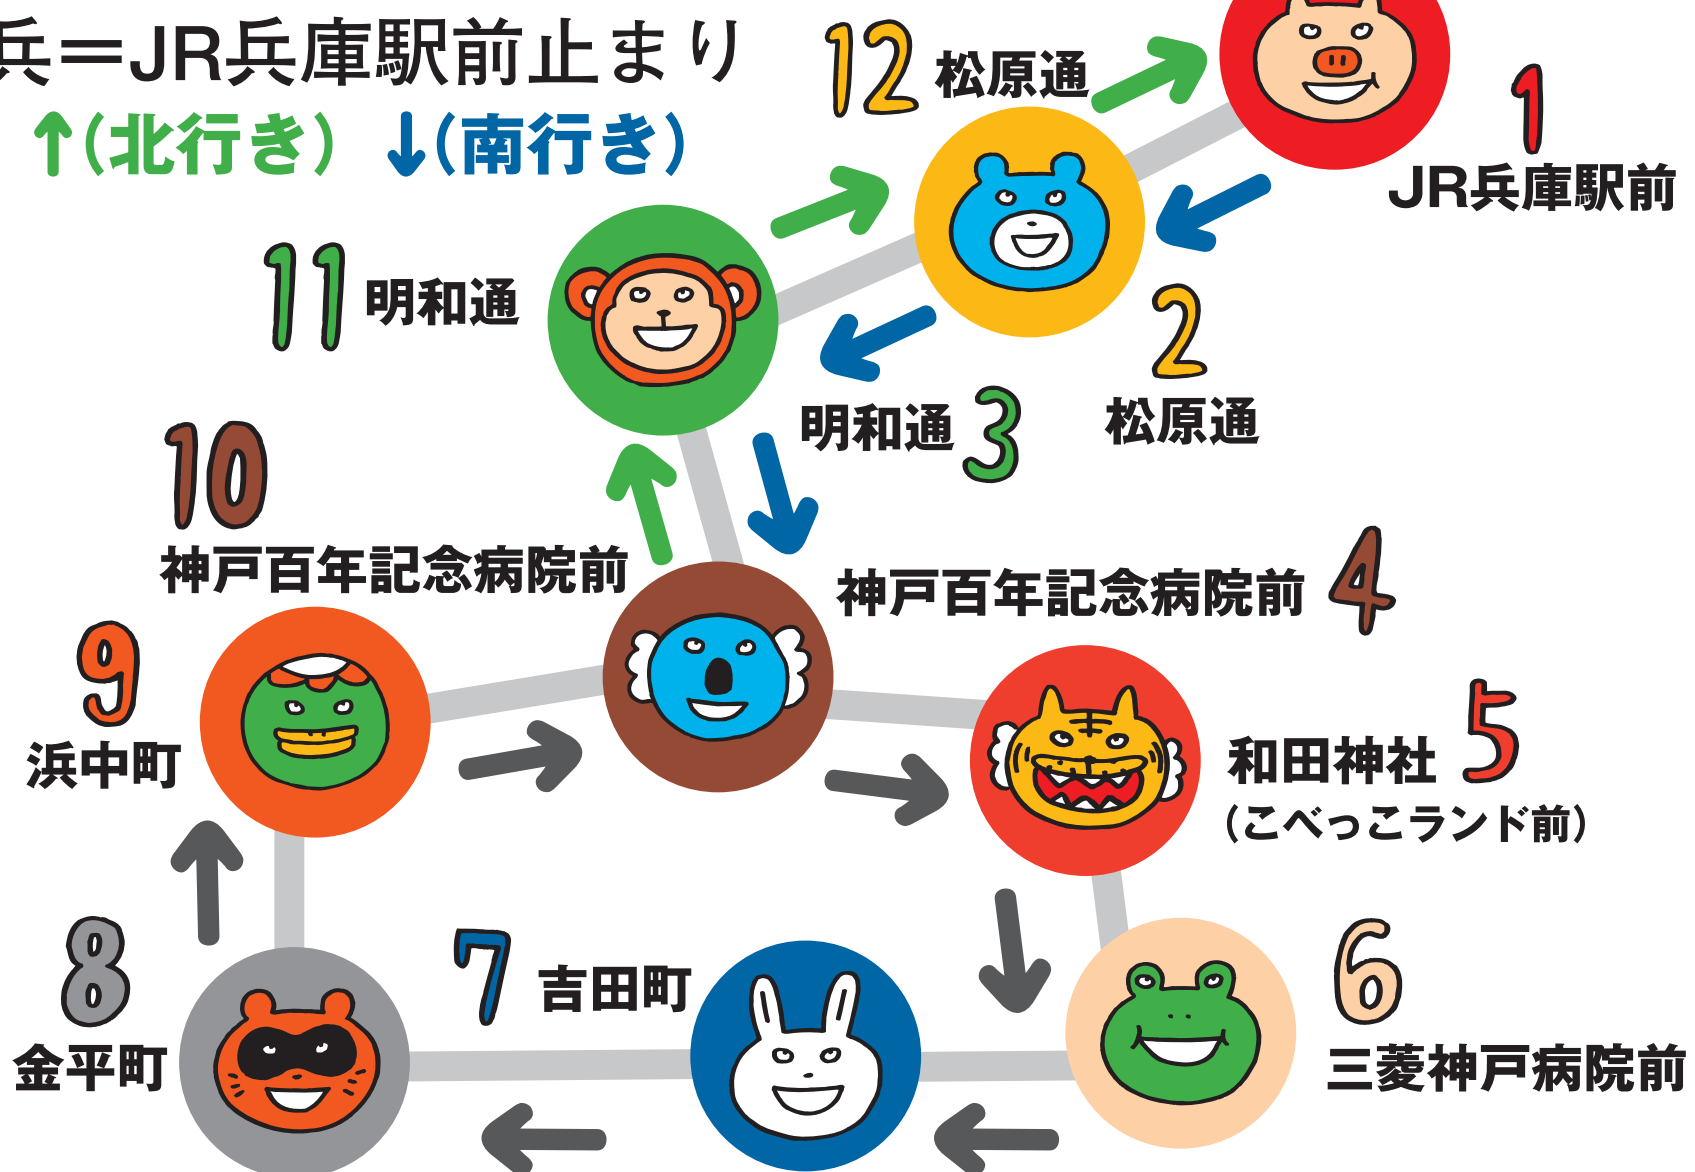 兵＝JR兵庫駅前止まり
↑(北行き) ↓(南行き)
12 松原通
1
JR兵庫駅前
11 明和通
2
松原通
明和通 3
10
神戸百年記念病院前
神戸百年記念病院前 4
9
浜中町
和田神社 5
(こべっこランド前)
8
金平町
7 吉田町
6
三菱神戸病院前